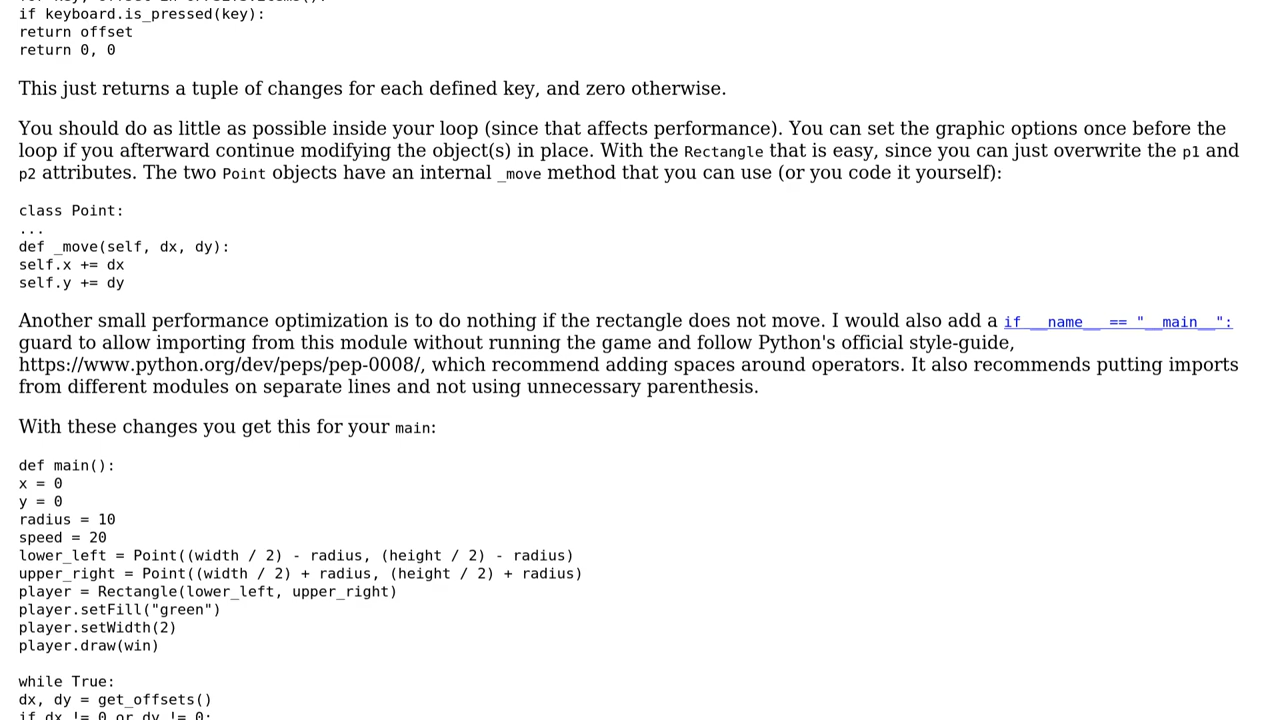 if keyboard.is_pressed(key):
return offset
return 0, 0
This just returns a tuple of changes for each defined key, and zero otherwise.
You should do as little as possible inside your loop (since that affects performance). You can set the graphic options once before the
loop if you afterward continue modifying the object(s) in place. With the Rectangle that is easy, since you can just overwrite the p1 and
p2 attributes. The two Point objects have an internal _move method that you can use (or you code it yourself):
class Point:
...
def _move(self, dx, dy):
self.x += dx
self.y += dy
Another small performance optimization is to do nothing if the rectangle does not move. I would also add a if __name__ == "__main__":
guard to allow importing from this module without running the game and follow Python's official style-guide,
https://www.python.org/dev/peps/pep-0008/, which recommend adding spaces around operators. It also recommends putting imports
from different modules on separate lines and not using unnecessary parenthesis.
With these changes you get this for your main:
def main():
x = 0
y = 0
radius = 10
speed = 20
lower_left = Point((width / 2) - radius, (height / 2) - radius)
upper_right = Point((width / 2) + radius, (height / 2) + radius)
player = Rectangle(lower_left, upper_right)
player.setFill("green")
player.setWidth(2)
player.draw(win)
while True:
dx, dy = get_offsets()
if dx != 0 or dy != 0: